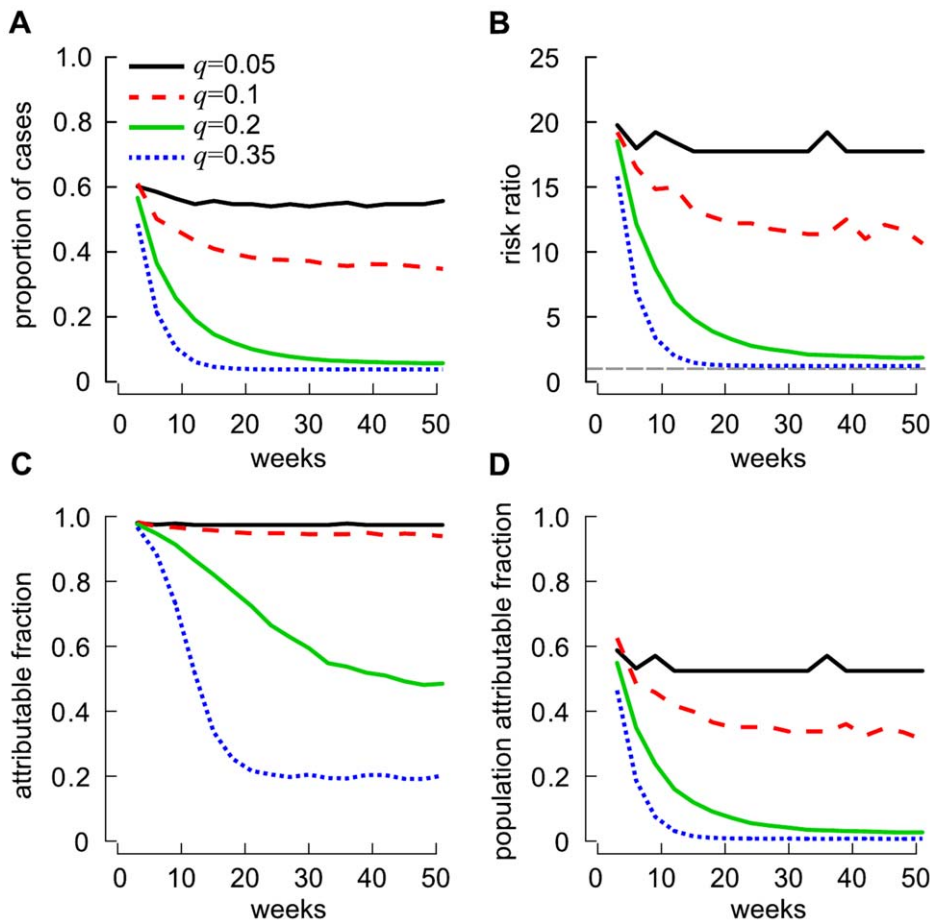 A
proportion of cases
1.0
0.8
0.6
0.4
0.2
0
q=0.05
q=0.1
q=0.2
q=0.35
0 10 20 30 40 50
weeks
B
risk ratio
25
20
15
10
5
0
0 10 20 30 40 50
weeks
C
attributable fraction
1.0
0.8
0.6
0.4
0.2
0
0 10 20 30 40 50
weeks
D
population attributable fraction
1.0
0.8
0.6
0.4
0.2
0
0 10 20 30 40 50
weeks